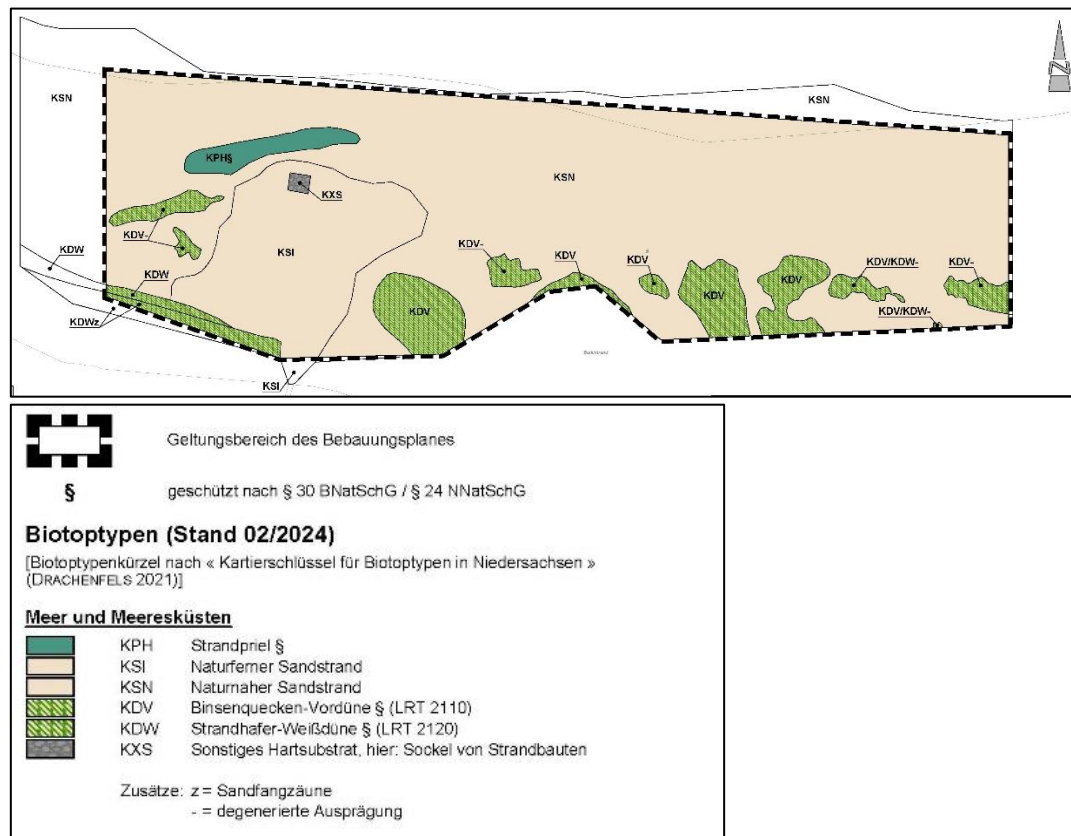 KSN
KSN
N
KPH§
KXS
KSN
KDV-
KSI
KDW
KDW
KDWz
KDV-
KDV
KDV
KDV/KDW-
KDV-
KDV
KDV
KDV
KDV/KDW-
KSI
Geltungsbereich des Bebauungsplanes
§ geschützt nach § 30 BNatSchG / § 24 NNatSchG
Biotoptypen (Stand 02/2024)
[Biotoptypenkürzel nach « Kartierschlüssel für Biotoptypen in Niedersachsen »
(DRACHENFELS 2021)]
Meer und Meeresküsten
KPH Strandpriel §
KSI Naturferner Sandstrand
KSN Naturnaher Sandstrand
KDV Binsenquecken-Vordüne § (LRT 2110)
KDW Strandhafer-Weißdüne § (LRT 2120)
KXS Sonstiges Hartsubstrat, hier: Sockel von Strandbauten
Zusätze: z = Sandfangzäune
- = degenerierte Ausprägung